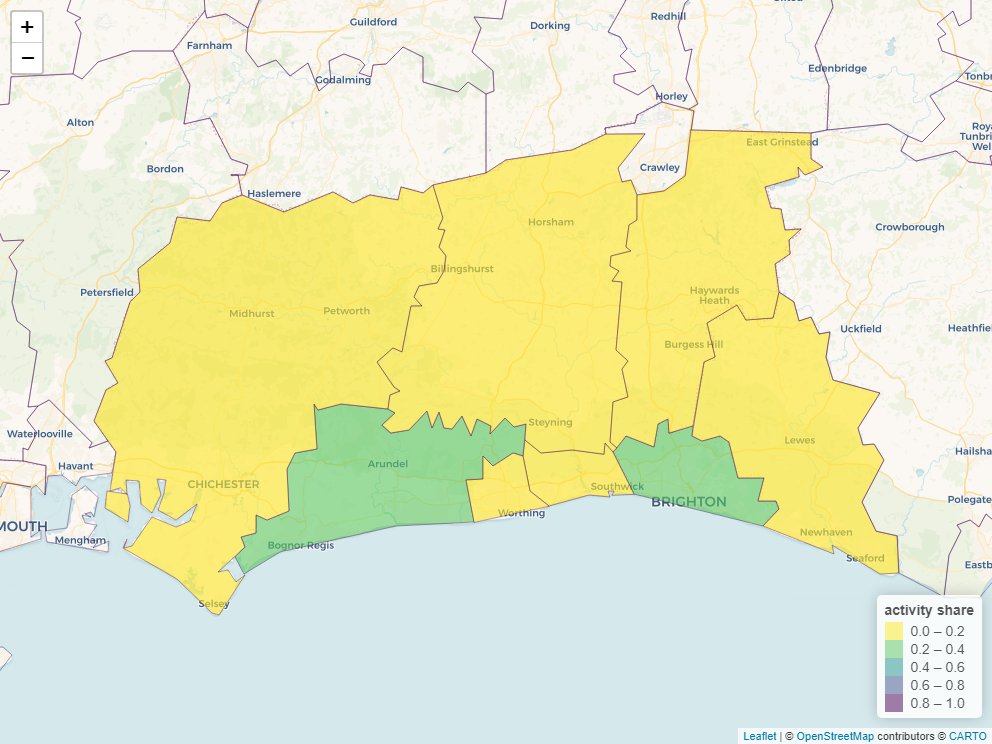 +
−
Guildford
Farnham
Dorking
Redhill
Edenbridge
Godalming
Horley
Alton
Bordon
Haslemere
Crawley
East Grinstead
Horsham
Crowborough
Billingshurst
Petersfield
Midhurst
Petworth
Haywards
Heath
Uckfield
Burgess Hill
Waterlooville
Steyning
Lewes
Havant
Arundel
CHICHESTER
Southwick
BRIGHTON
Worthing
MOUTH
Mengham
Newhaven
Bognor Regis
Seaford
Selsey
Tonb
Roya
Tunbri
Wel
Heathfie
Hailsha
Polegate
Eastb
activity share
0.0 – 0.2
0.2 – 0.4
0.4 – 0.6
0.6 – 0.8
0.8 – 1.0
Leaflet | © OpenStreetMap contributors © CARTO